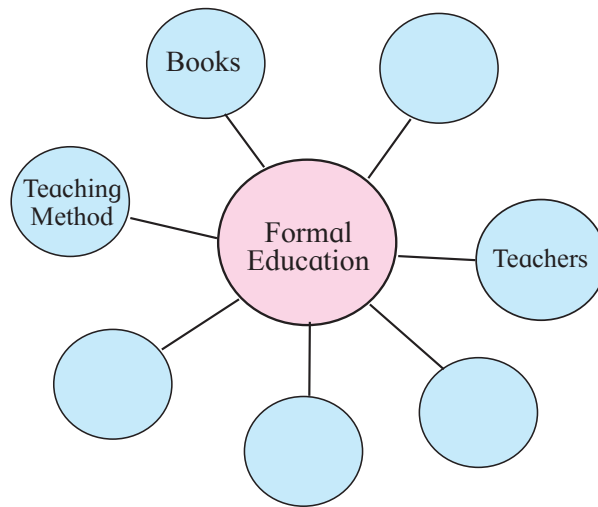 Books
Teaching
Method
Formal
Education
Teachers